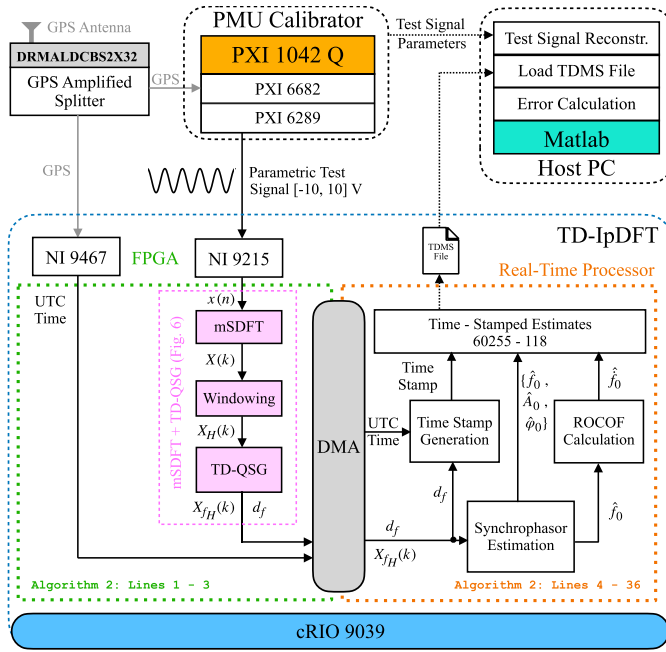 GPS Antenna
DRMALDCBS2X32
GPS Amplified
Splitter
GPS
GPS
PMU Calibrator
PXI 1042 Q
PXI 6682
PXI 6289
Test Signal
Parameters
Test Signal Reconstr.
Load TDMS File
Error Calculation
Matlab
Host PC
Parametric Test
Signal [-10, 10] V
TDMS
File
TD-IpDFT
NI 9467
FPGA
NI 9215
Real-Time Processor
UTC
Time
mSDFT + TD-QSG (Fig. 6)
x(n)
mSDFT
X(k)
Windowing
X_H(k)
TD-QSG
X_{f_H}(k)
d_f
DMA
Time - Stamped Estimates
60255 - 118
Time
Stamp
{f̂_0 ,
Â_0 ,
φ̂_0}
\dot{\hat{f}}_0
UTC
Time
Time Stamp
Generation
ROCOF
Calculation
d_f
d_f
X_{f_H}(k)
Synchrophasor
Estimation
f̂_0
Algorithm 2: Lines 1 - 3
Algorithm 2: Lines 4 - 36
cRIO 9039